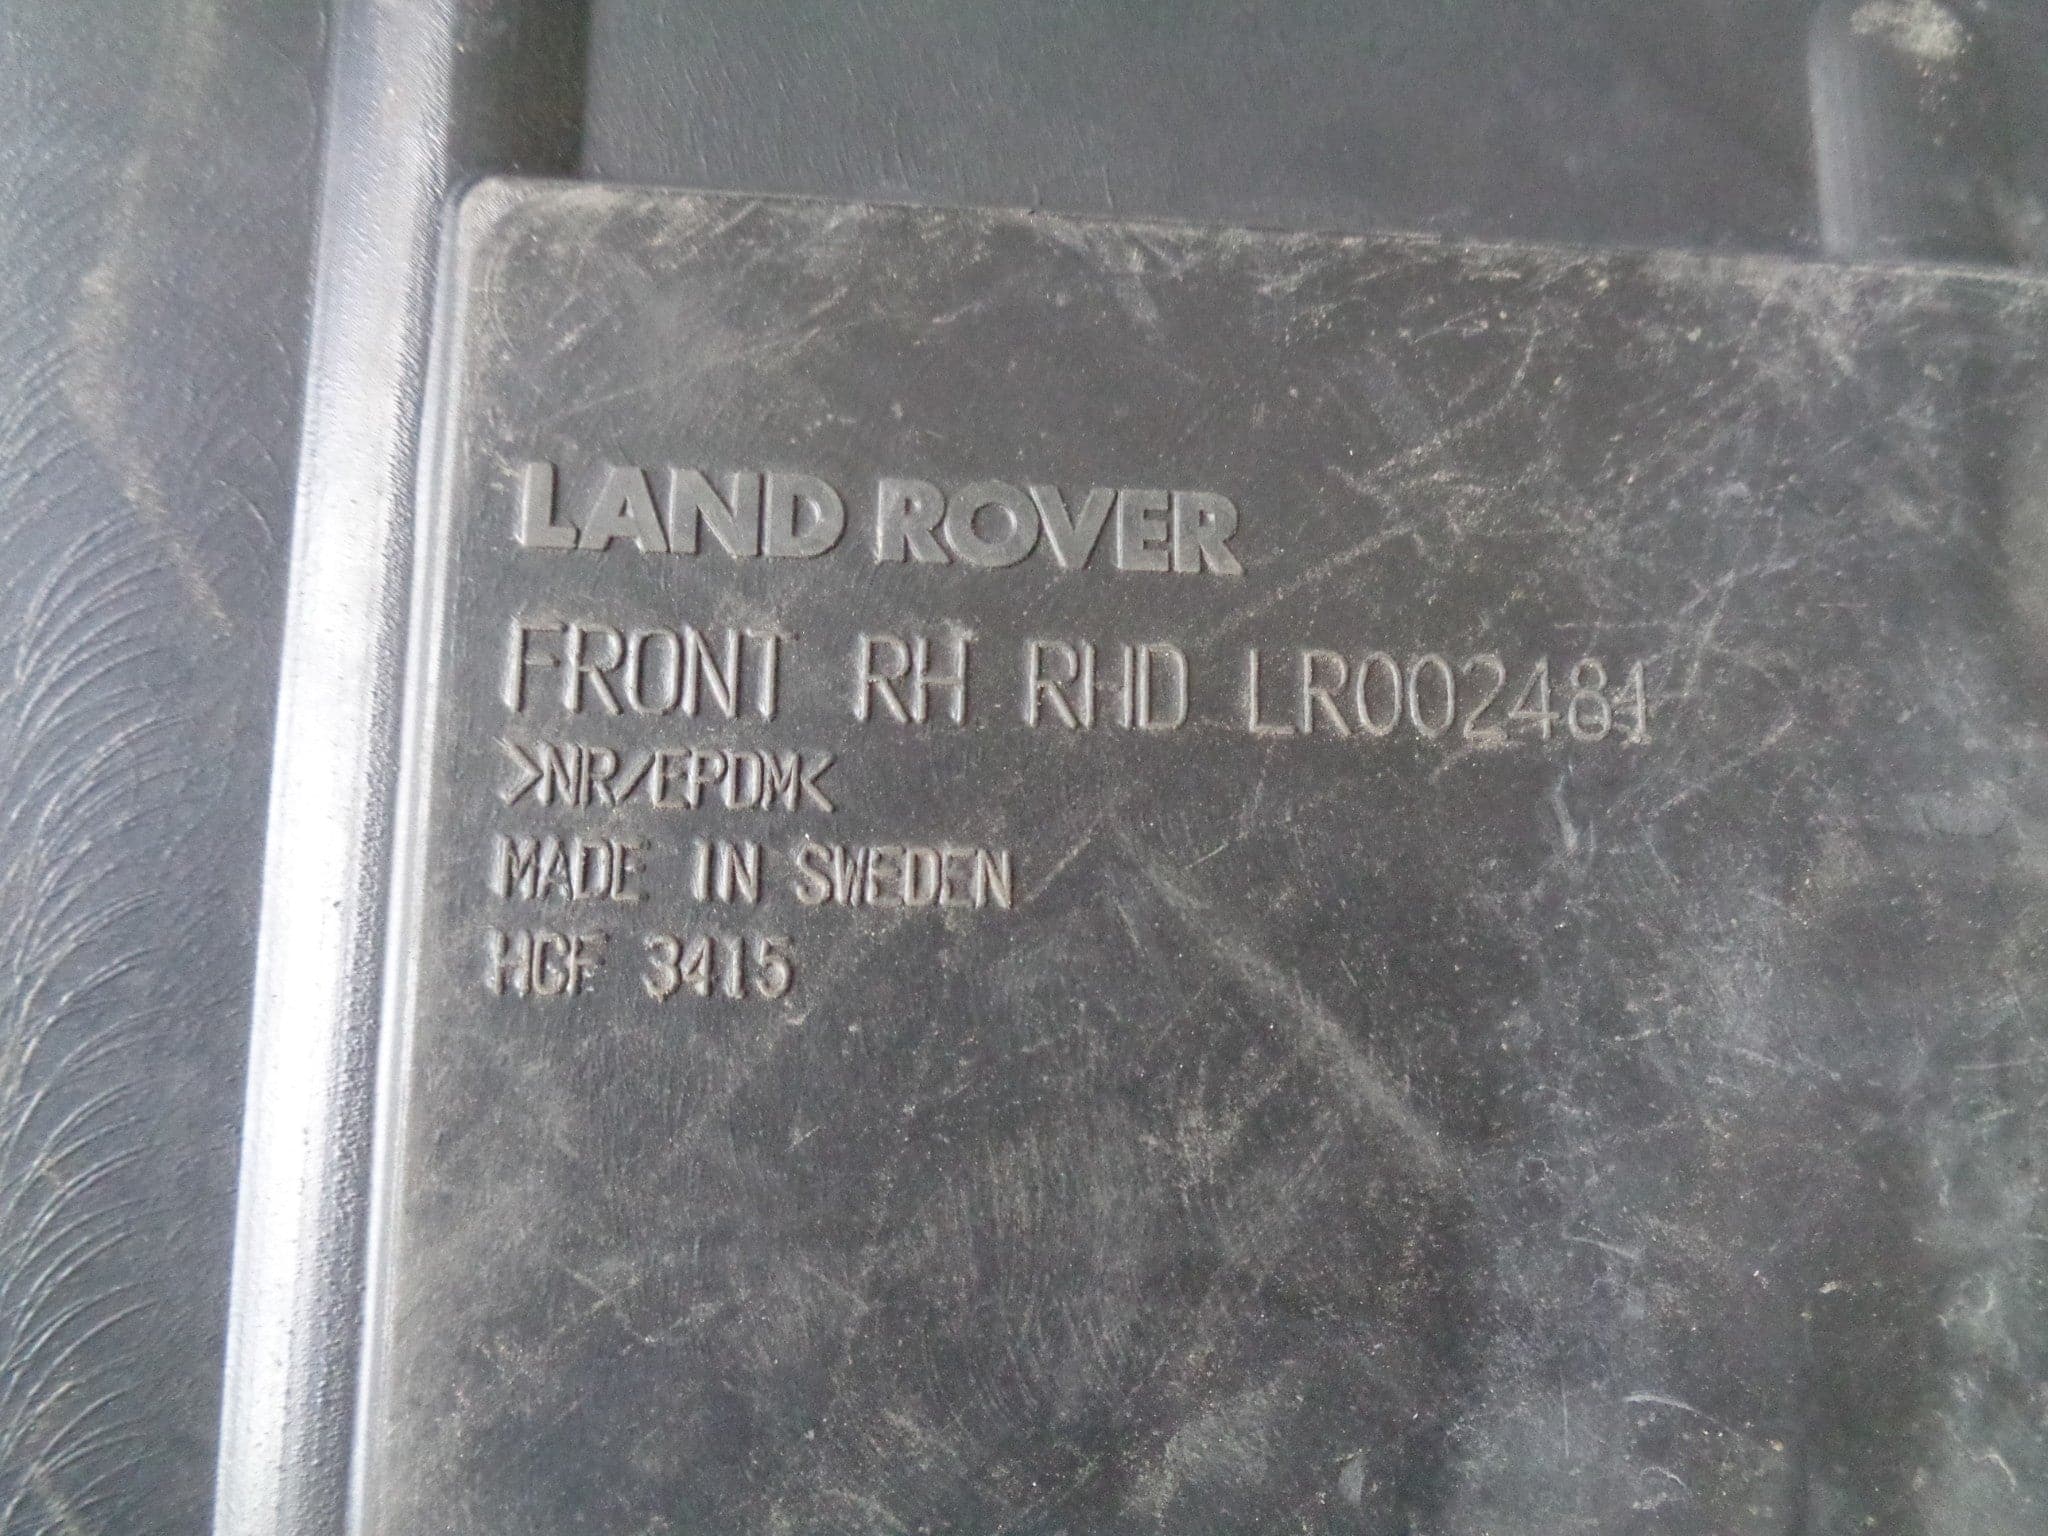 LAND ROVER
FRONT RH RHD LR002481
>NR/EPDM<
MADE IN SWEDEN
HCF 3415